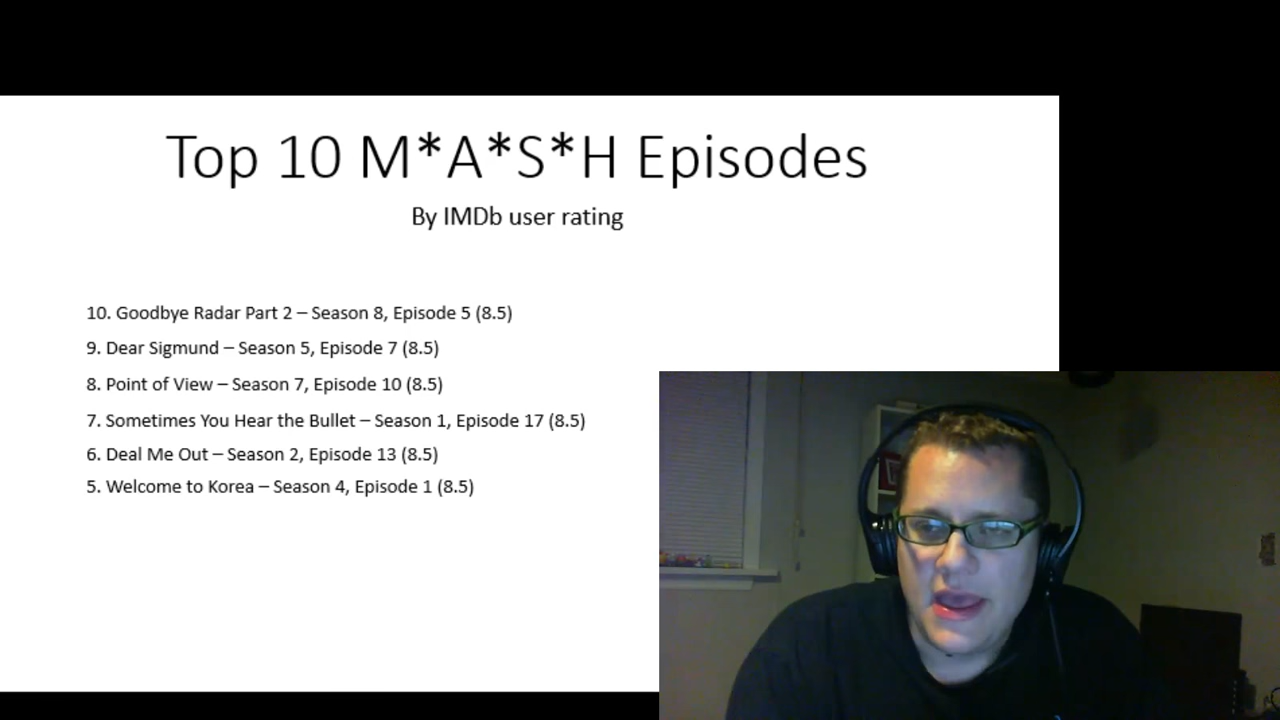 Top 10 M*A*S*H Episodes
By IMDb user rating
10. Goodbye Radar Part 2 – Season 8, Episode 5 (8.5)
9. Dear Sigmund – Season 5, Episode 7 (8.5)
8. Point of View – Season 7, Episode 10 (8.5)
7. Sometimes You Hear the Bullet – Season 1, Episode 17 (8.5)
6. Deal Me Out – Season 2, Episode 13 (8.5)
5. Welcome to Korea – Season 4, Episode 1 (8.5)